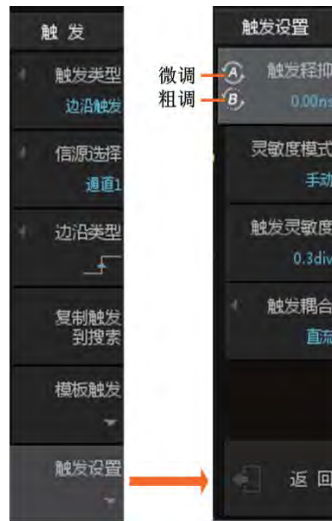 触 发
触发类型
边沿触发
信源选择
通道1
边沿类型
复制触发
到搜索
模板触发
触发设置
微调
粗调
触发设置
A
触发释抑
B
0.00ns
灵敏度模式
手动
触发灵敏度
0.3div
触发耦合
直流
返 回